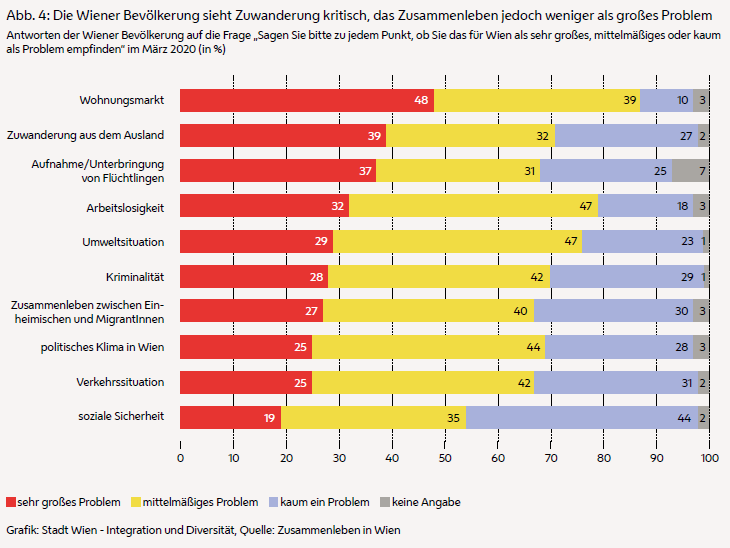 Abb. 4: Die Wiener Bevölkerung sieht Zuwanderung kritisch, das Zusammenleben jedoch weniger als großes Problem
Antworten der Wiener Bevölkerung auf die Frage „Sagen Sie bitte zu jedem Punkt, ob Sie das für Wien als sehr großes, mittelmäßiges oder kaum
als Problem empfinden“ im März 2020 (in %)
Wohnungsmarkt 48 39 10 3
Zuwanderung aus dem Ausland 39 32 27 2
Aufnahme/Unterbringung
von Flüchtlingen 37 31 25 7
Arbeitslosigkeit 32 47 18 3
Umweltsituation 29 47 23 1
Kriminalität 28 42 29 1
Zusammenleben zwischen Ein-
heimischen und MigrantInnen 27 40 30 3
politisches Klima in Wien 25 44 28 3
Verkehrssituation 25 42 31 2
soziale Sicherheit 19 35 44 2
0 10 20 30 40 50 60 70 80 90 100
sehr großes Problem mittelmäßiges Problem kaum ein Problem keine Angabe
Grafik: Stadt Wien - Integration und Diversität, Quelle: Zusammenleben in Wien